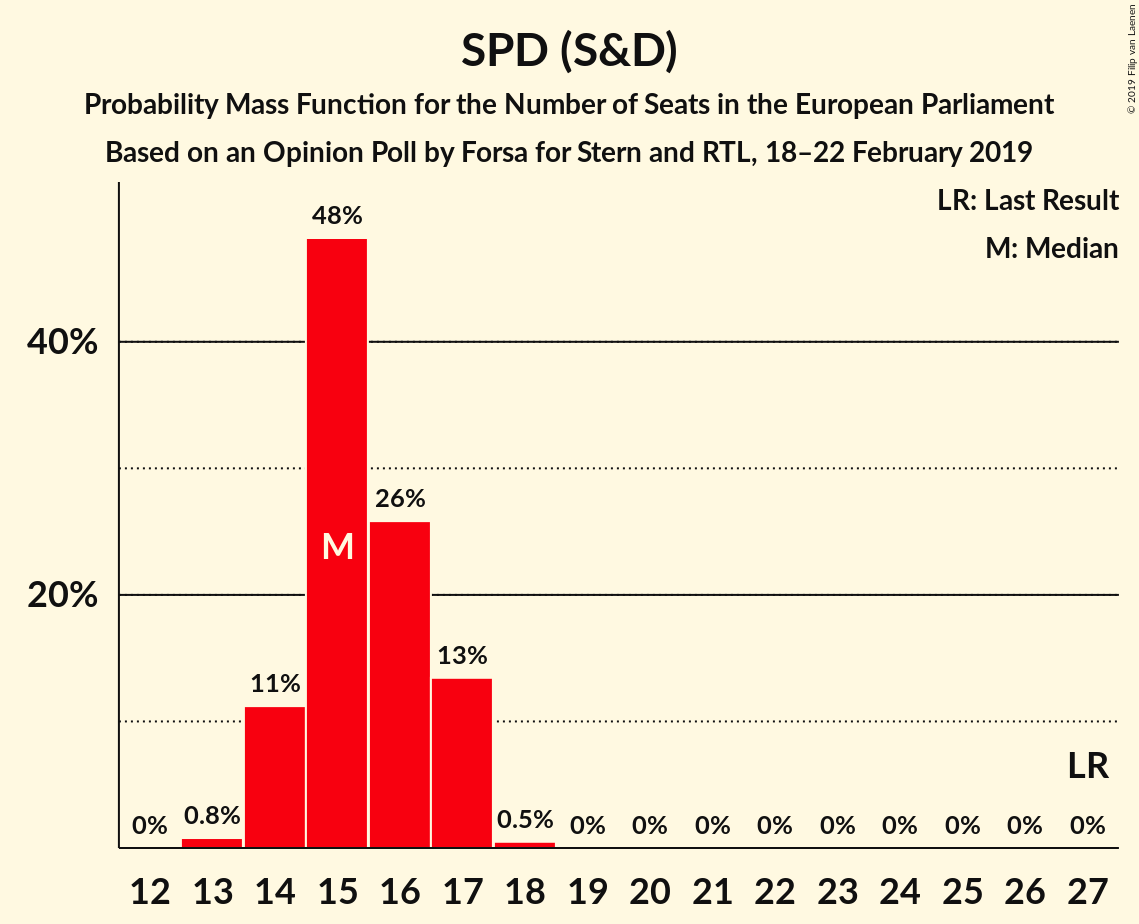 SPD (S&D)
Probability Mass Function for the Number of Seats in the European Parliament
Based on an Opinion Poll by Forsa for Stern and RTL, 18–22 February 2019
© 2019 Filip van Laenen
LR: Last Result
M: Median
48%
40%
26%
M
20%
13%
11%
LR
0% 0.8% 0.5% 0% 0% 0% 0% 0% 0% 0% 0% 0%
12 13 14 15 16 17 18 19 20 21 22 23 24 25 26 27